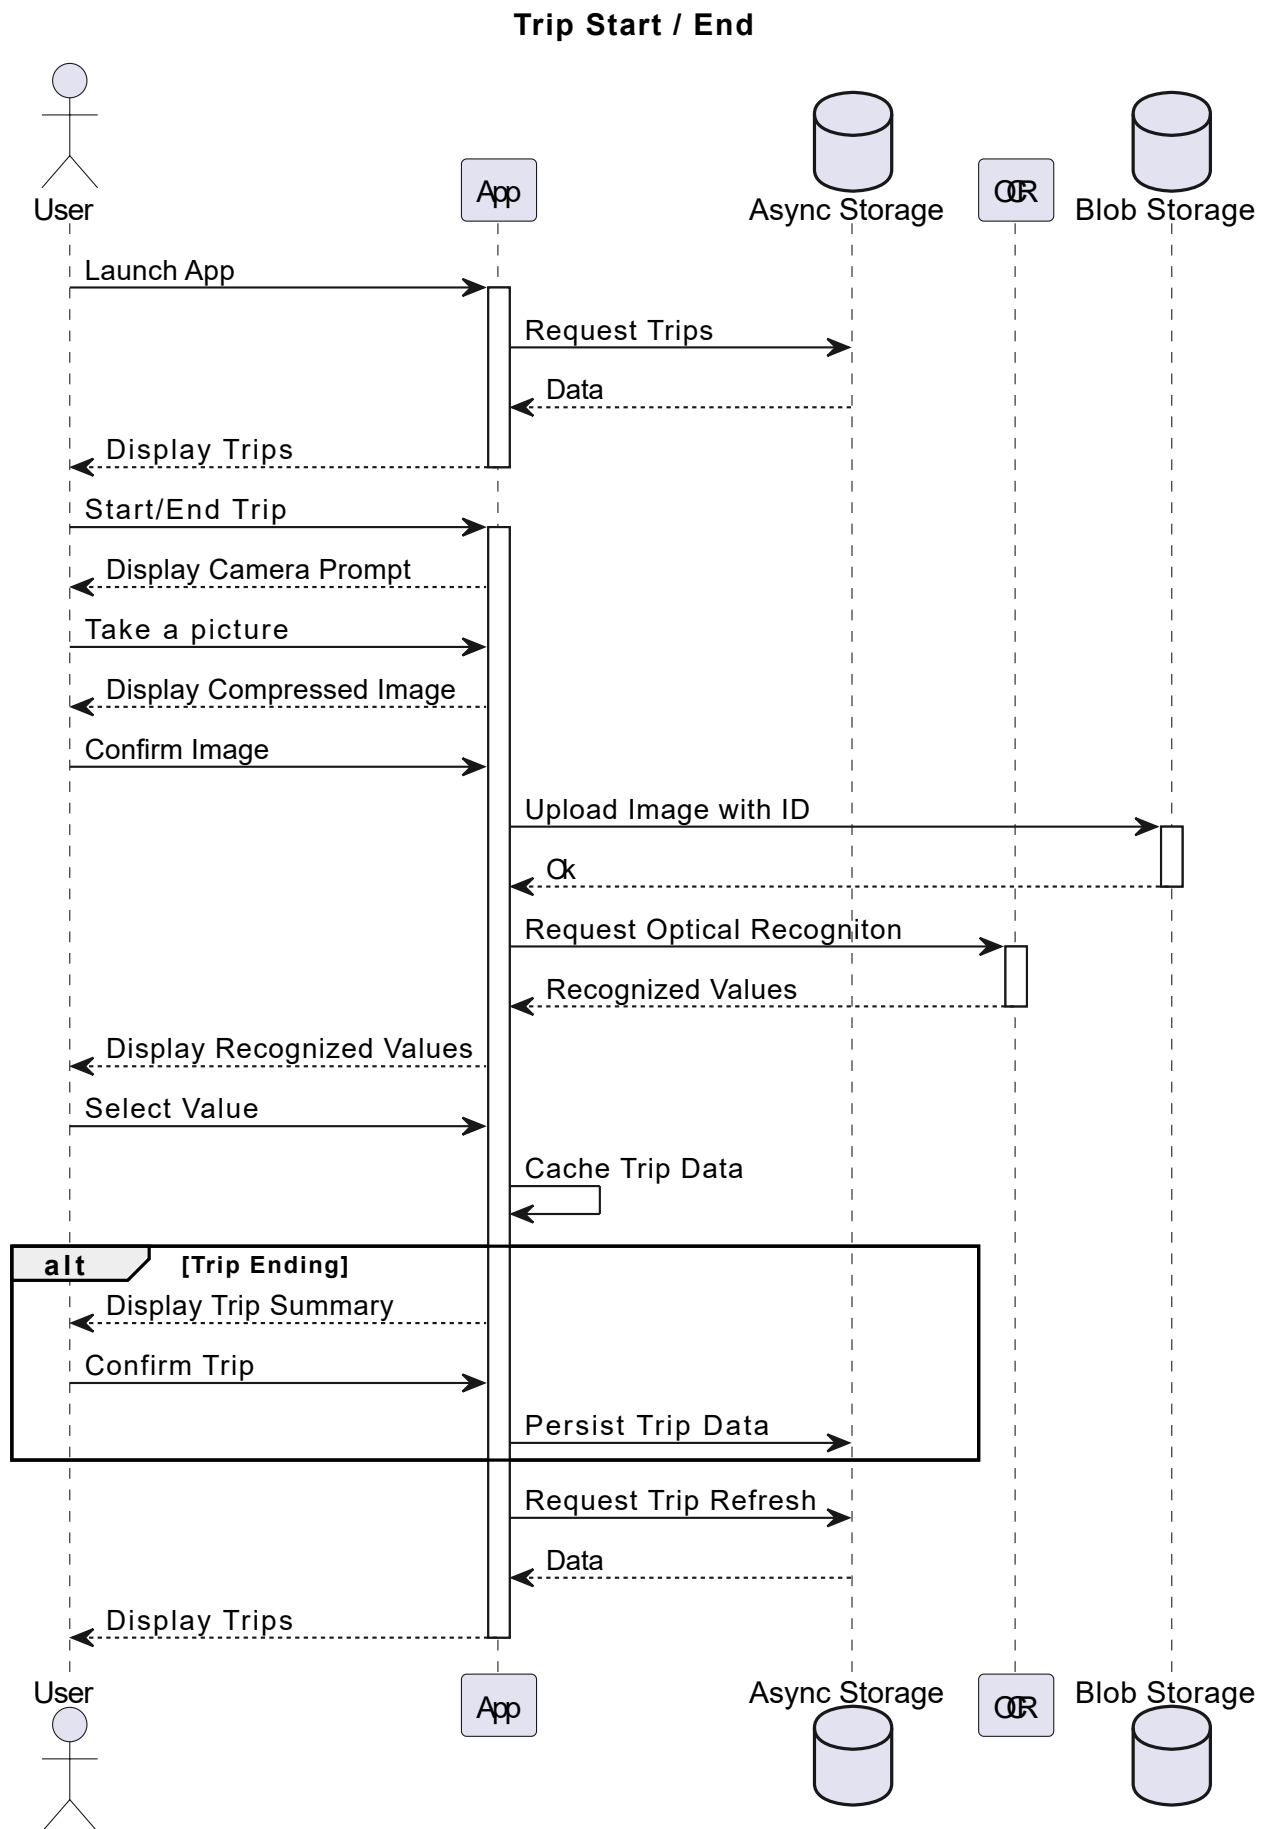 Trip Start / End
User
App
Async Storage
OCR
Blob Storage
Launch App
Request Trips
Data
Display Trips
Start/End Trip
Display Camera Prompt
Take a picture
Display Compressed Image
Confirm Image
Upload Image with ID
Ok
Request Optical Recogniton
Recognized Values
Display Recognized Values
Select Value
Cache Trip Data
alt [Trip Ending]
Display Trip Summary
Confirm Trip
Persist Trip Data
Request Trip Refresh
Data
Display Trips
User
App
Async Storage
OCR
Blob Storage